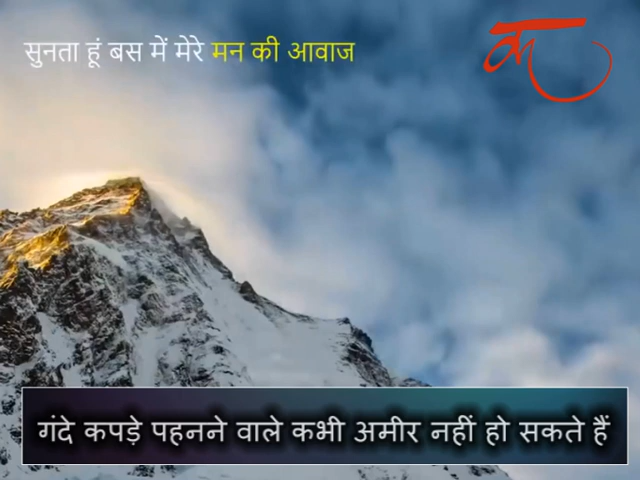 सुनता हूं बस में मेरे मन की आवाज
क
गंदे कपड़े पहनने वाले कभी अमीर नहीं हो सकते हैं